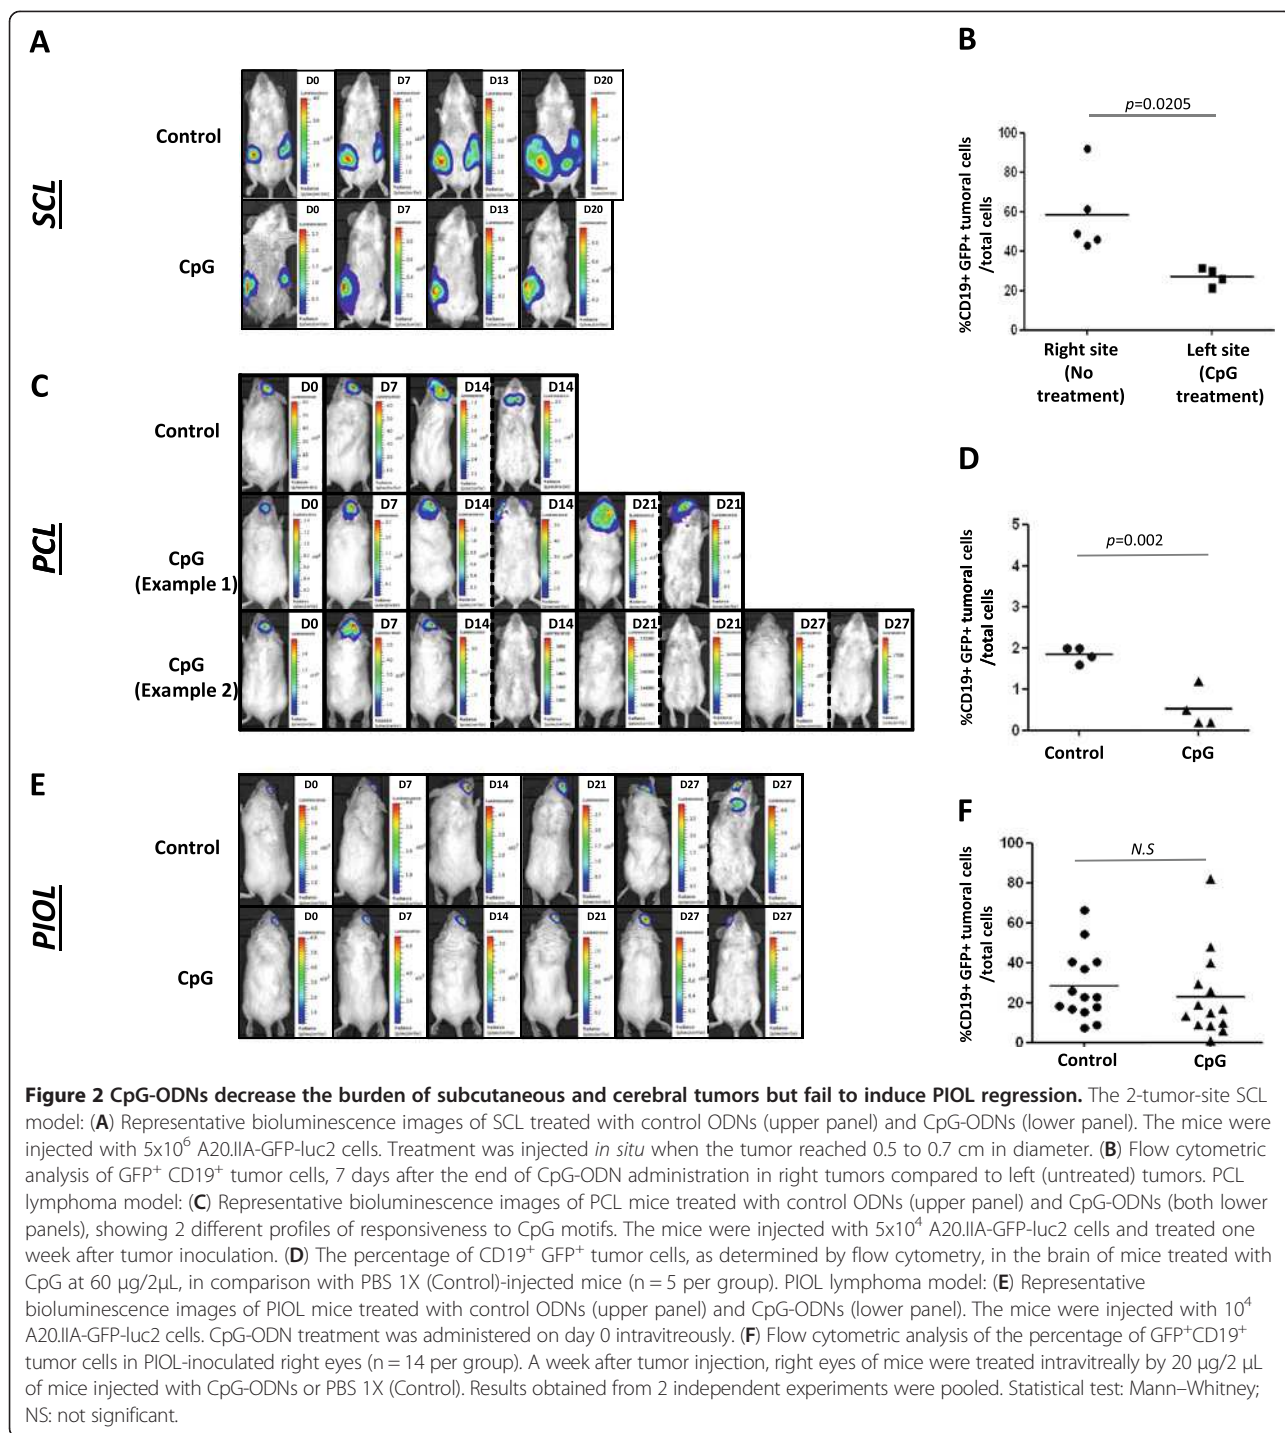 A
SCL
Control
D0
D7
D13
D20
CpG
D0
D7
D13
D20
B
p=0.0205
%CD19+ GFP+ tumoral cells
/total cells
100
80
60
40
20
0
Right site
(No
treatment)
Left site
(CpG
treatment)
C
PCL
Control
D0
D7
D14
D14
CpG
(Example 1)
D0
D7
D14
D14
D21
D21
CpG
(Example 2)
D0
D7
D14
D14
D21
D21
D27
D27
D
p=0.002
%CD19+ GFP+ tumoral cells
/total cells
5
4
3
2
1
0
Control
CpG
E
PIOL
Control
D0
D7
D14
D21
D27
D27
CpG
D0
D7
D14
D21
D27
D27
F
N.S
%CD19+ GFP+ tumoral cells
/total cells
100
80
60
40
20
0
Control
CpG
Figure 2 CpG-ODNs decrease the burden of subcutaneous and cerebral tumors but fail to induce PIOL regression. The 2-tumor-site SCL
model: (A) Representative bioluminescence images of SCL treated with control ODNs (upper panel) and CpG-ODNs (lower panel). The mice were
injected with 5x10⁶ A20.IIA-GFP-luc2 cells. Treatment was injected in situ when the tumor reached 0.5 to 0.7 cm in diameter. (B) Flow cytometric
analysis of GFP⁺ CD19⁺ tumor cells, 7 days after the end of CpG-ODN administration in right tumors compared to left (untreated) tumors. PCL
lymphoma model: (C) Representative bioluminescence images of PCL mice treated with control ODNs (upper panel) and CpG-ODNs (both lower
panels), showing 2 different profiles of responsiveness to CpG motifs. The mice were injected with 5x10⁴ A20.IIA-GFP-luc2 cells and treated one
week after tumor inoculation. (D) The percentage of CD19⁺ GFP⁺ tumor cells, as determined by flow cytometry, in the brain of mice treated with
CpG at 60 µg/2µL, in comparison with PBS 1X (Control)-injected mice (n = 5 per group). PIOL lymphoma model: (E) Representative
bioluminescence images of PIOL mice treated with control ODNs (upper panel) and CpG-ODNs (lower panel). The mice were injected with 10⁴
A20.IIA-GFP-luc2 cells. CpG-ODN treatment was administered on day 0 intravitreously. (F) Flow cytometric analysis of the percentage of GFP⁺CD19⁺
tumor cells in PIOL-inoculated right eyes (n = 14 per group). A week after tumor injection, right eyes of mice were treated intravitreally by 20 µg/2 µL
of mice injected with CpG-ODNs or PBS 1X (Control). Results obtained from 2 independent experiments were pooled. Statistical test: Mann–Whitney;
NS: not significant.